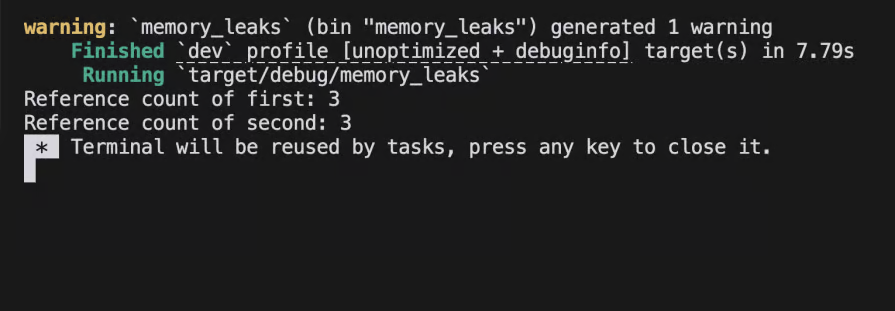 warning: `memory_leaks` (bin "memory_leaks") generated 1 warning
Finished `dev` profile [unoptimized + debuginfo] target(s) in 7.79s
Running `target/debug/memory_leaks`
Reference count of first: 3
Reference count of second: 3
* Terminal will be reused by tasks, press any key to close it.